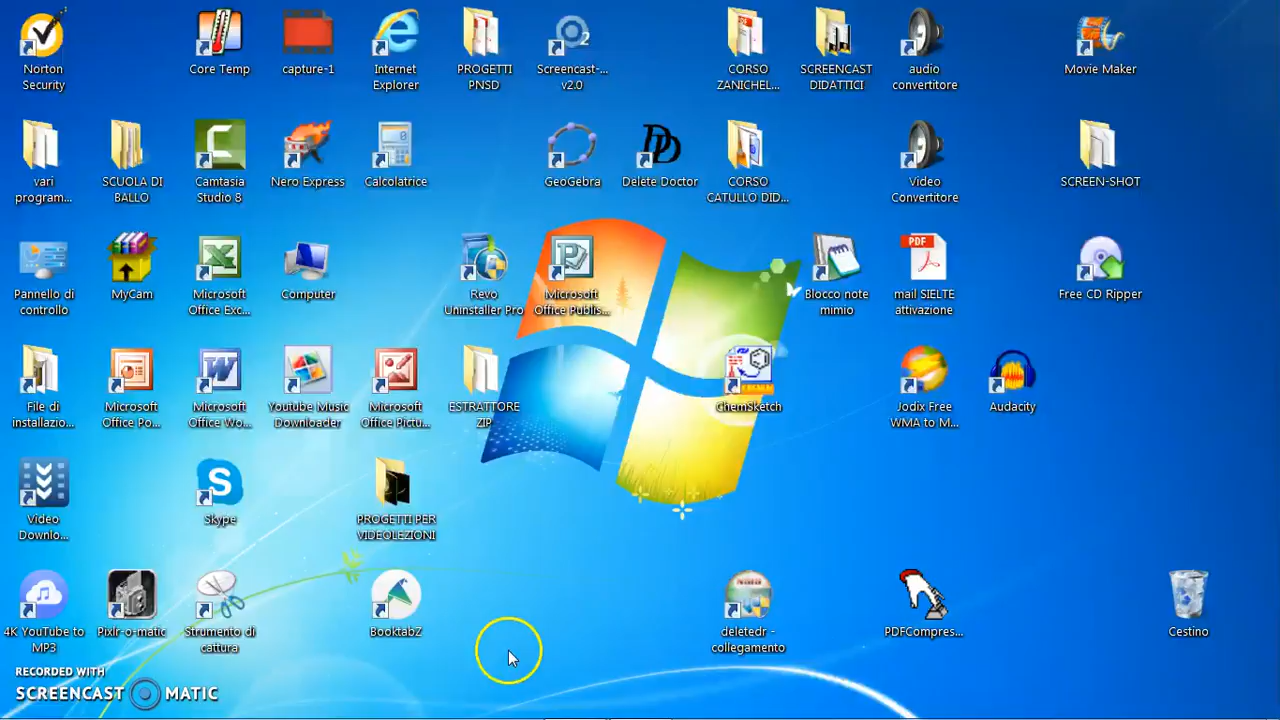 Norton
Security
Core Temp
capture-1
Internet
Explorer
PROGETTI
PNSD
Screencast-...
v2.0
2
CORSO
ZANICHEL...
SCREENCAST
DIDATTICI
audio
convertitore
Movie Maker
vari
program...
SCUOLA DI
BALLO
Camtasia
Studio 8
Nero Express
Calcolatrice
GeoGebra
Delete Doctor
CORSO
CATULLO DID...
Video
Convertitore
SCREEN-SHOT
Pannello di
controllo
MyCam
Microsoft
Office Exc...
Computer
Revo
Uninstaller Pro
Microsoft
Office Publis...
Blocco note
mimio
PDF
mail SIELTE
attivazione
Free CD Ripper
File di
installazio...
Microsoft
Office Po...
Microsoft
Office Wo...
Youtube Music
Downloader
Microsoft
Office Pictu...
ESTRATTORE
ZIP
ChemSketch
Jodix Free
WMA to M...
Audacity
Video
Downlo...
Skype
PROGETTI PER
VIDEOLEZIONI
4K YouTube to
MP3
Pixlr-o-matic
Strumento di
cattura
BooktabZ
deletedr -
collegamento
PDFCompres...
Cestino
RECORDED WITH
SCREENCAST MATIC